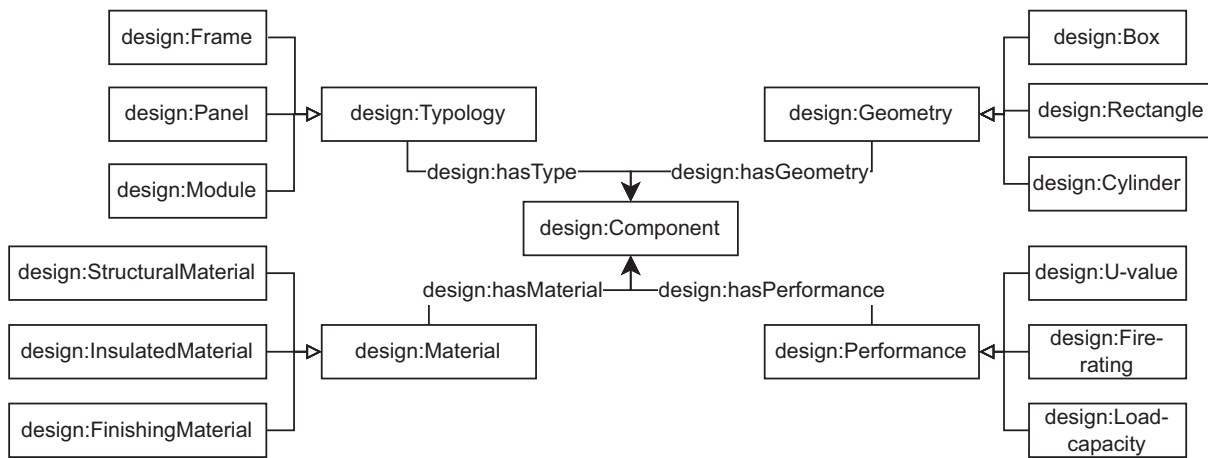 design:Frame
design:Box
design:Panel
design:Typology
design:Geometry
design:Rectangle
design:hasType
design:hasGeometry
design:Module
design:Cylinder
design:Component
design:StructuralMaterial
design:hasMaterial
design:hasPerformance
design:U-value
design:InsulatedMaterial
design:Material
design:Performance
design:Fire-
rating
design:FinishingMaterial
design:Load-
capacity